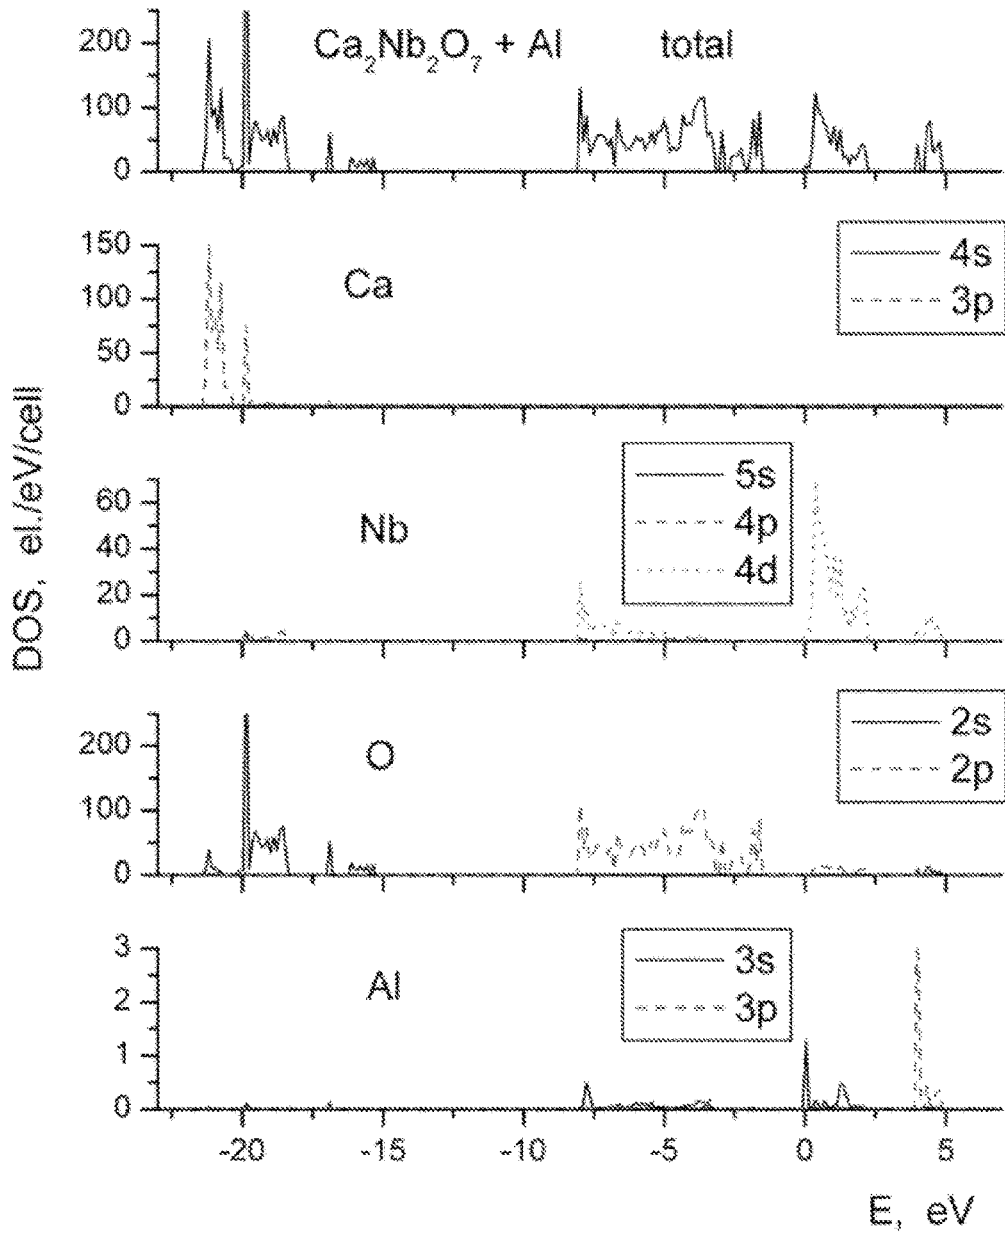 Ca2Nb2O7 + Al total
200
100
0
Ca
4s
3p
150
100
50
0
Nb
5s
4p
4d
60
40
20
0
O
2s
2p
200
100
0
Al
3s
3p
3
2
1
0
-20 -15 -10 -5 0 5
E, eV
DOS, el./eV/cell